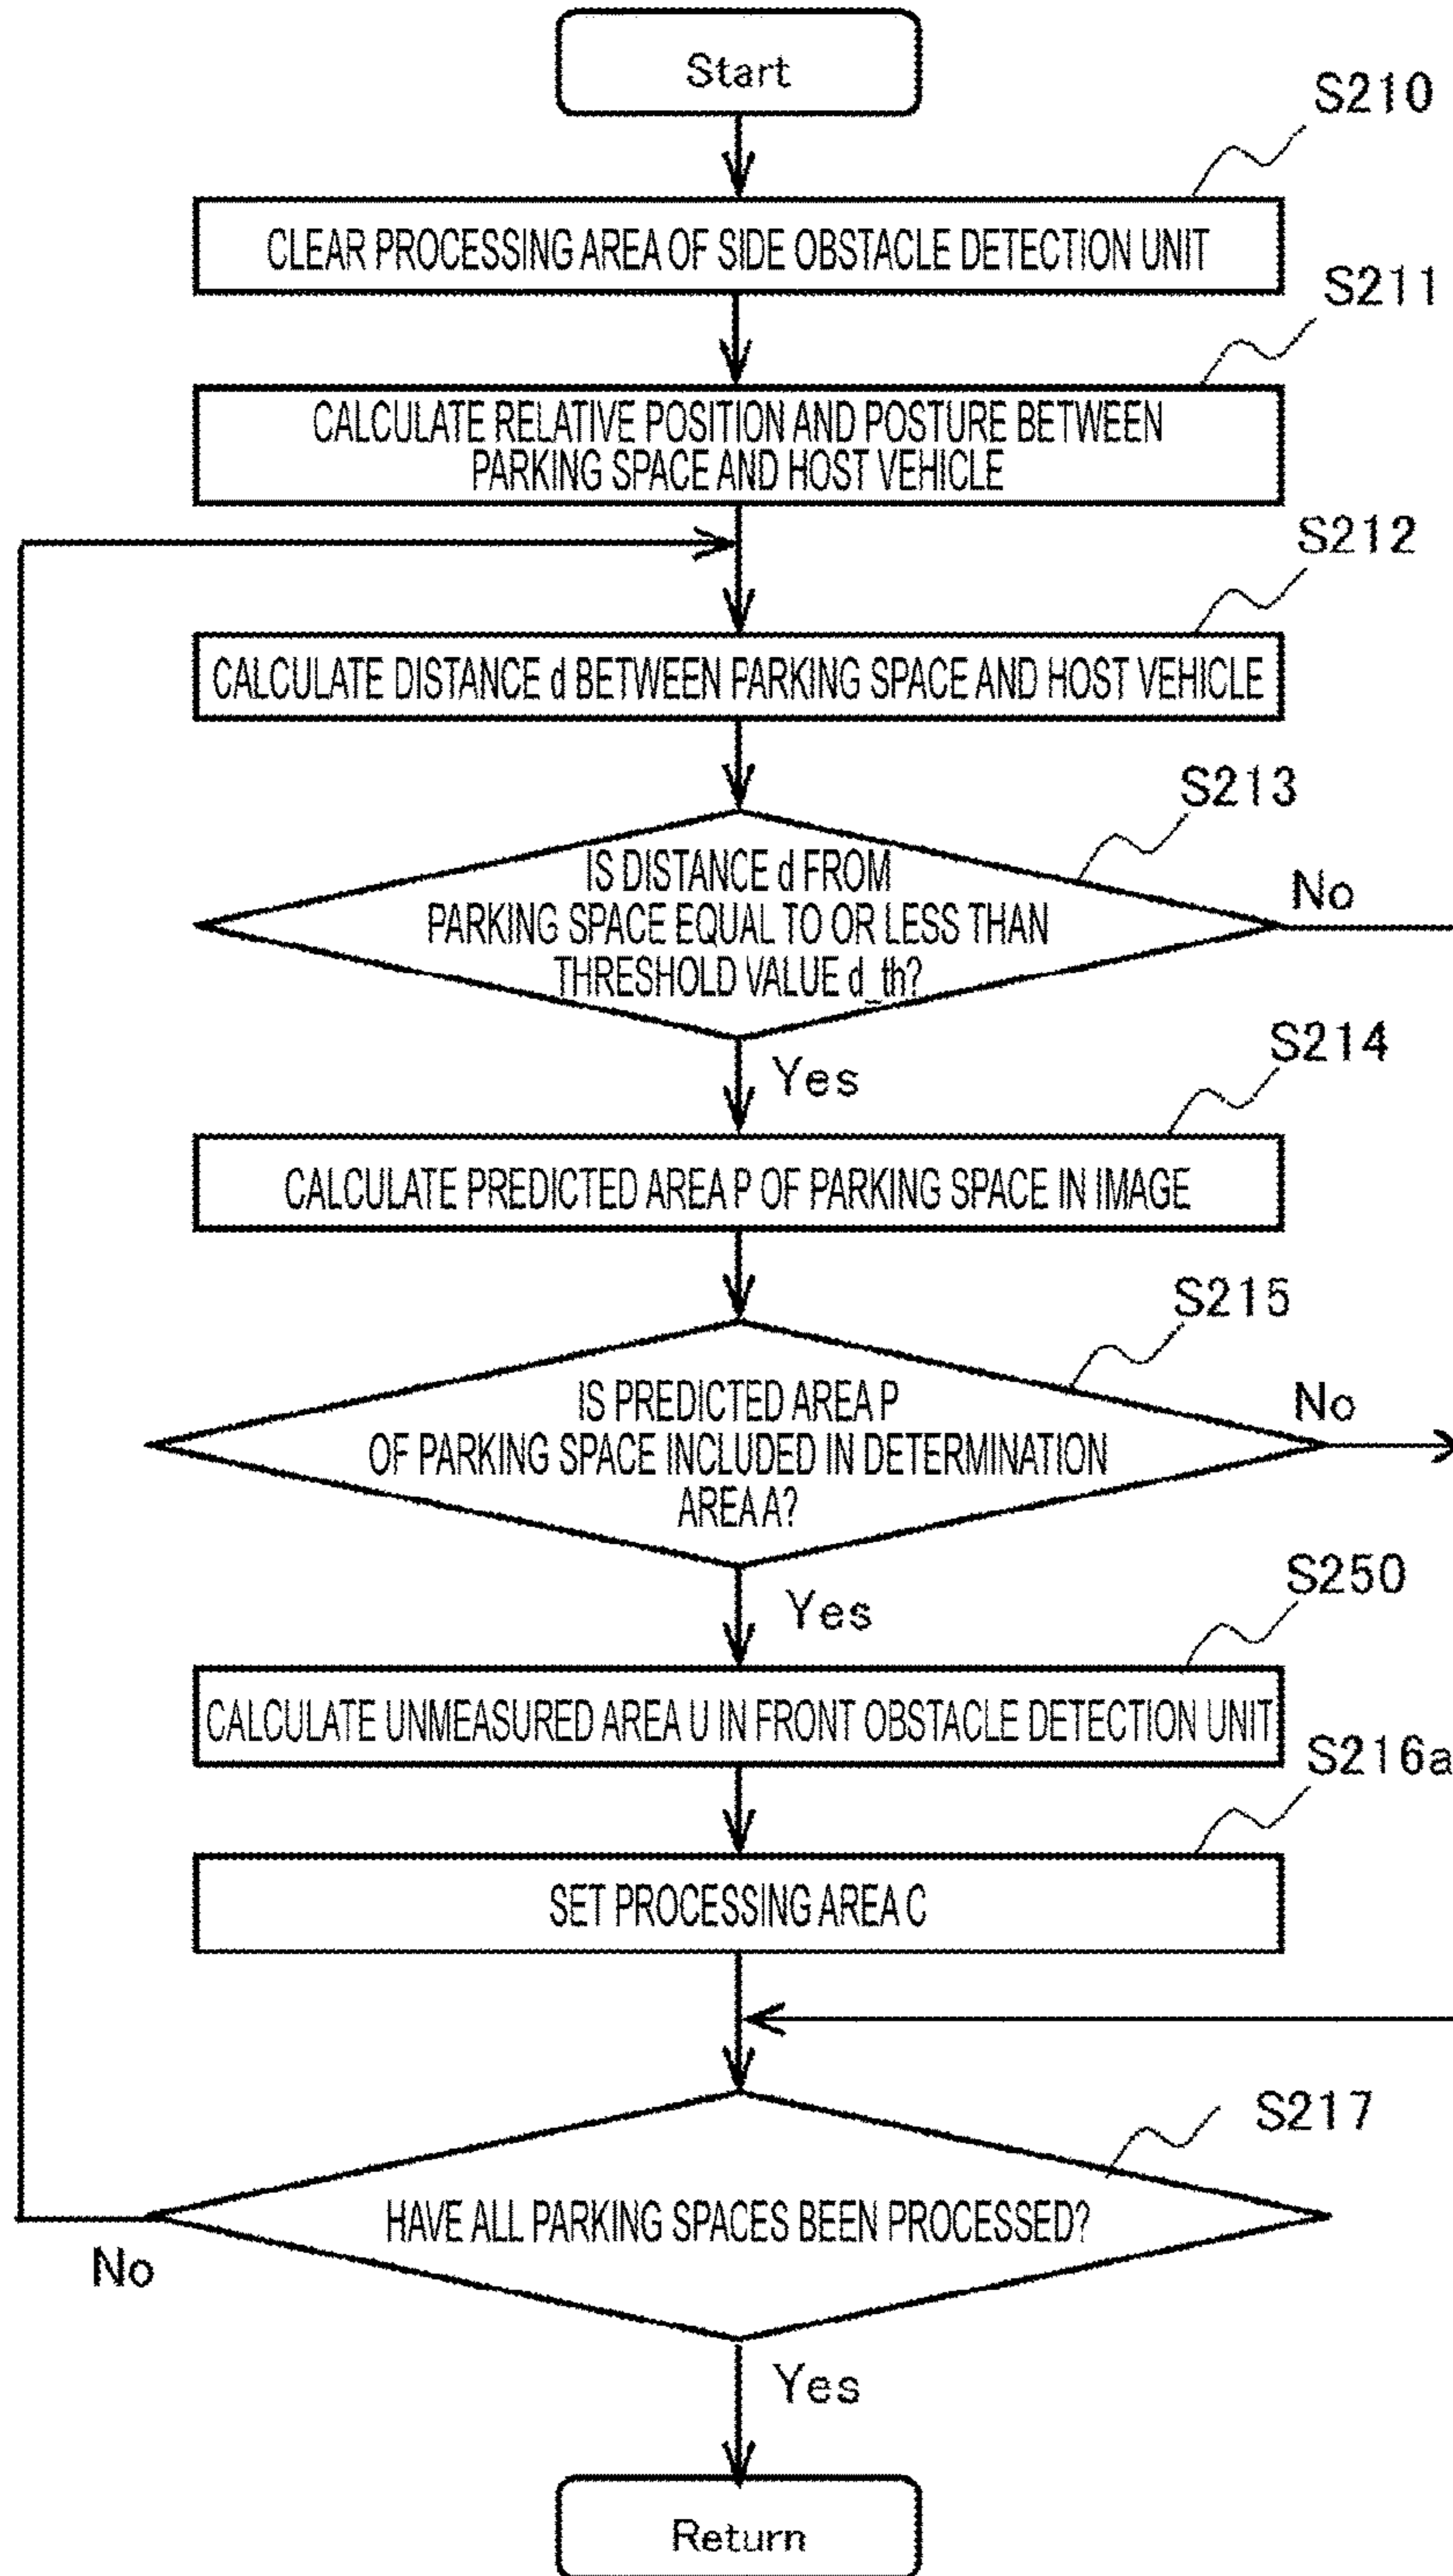 Start
S210
CLEAR PROCESSING AREA OF SIDE OBSTACLE DETECTION UNIT
S211
CALCULATE RELATIVE POSITION AND POSTURE BETWEEN
PARKING SPACE AND HOST VEHICLE
S212
CALCULATE DISTANCE d BETWEEN PARKING SPACE AND HOST VEHICLE
S213
IS DISTANCE d FROM
PARKING SPACE EQUAL TO OR LESS THAN
THRESHOLD VALUE d_th?
No
Yes
S214
CALCULATE PREDICTED AREA P OF PARKING SPACE IN IMAGE
S215
IS PREDICTED AREA P
OF PARKING SPACE INCLUDED IN DETERMINATION
AREA A?
No
Yes
S250
CALCULATE UNMEASURED AREA U IN FRONT OBSTACLE DETECTION UNIT
S216a
SET PROCESSING AREA C
S217
HAVE ALL PARKING SPACES BEEN PROCESSED?
No
Yes
Return